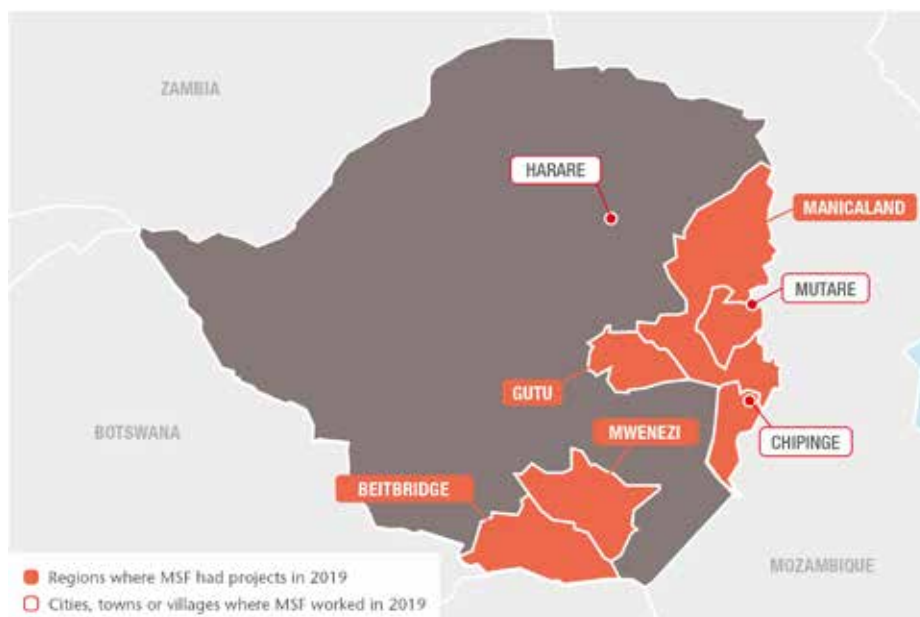 ZAMBIA
HARARE
MANICALAND
MUTARE
GUTU
MWENEZI
BOTSWANA
CHIPINGE
BEITBRIDGE
MOZAMBIQUE
Regions where MSF had projects in 2019
Cities, towns or villages where MSF worked in 2019